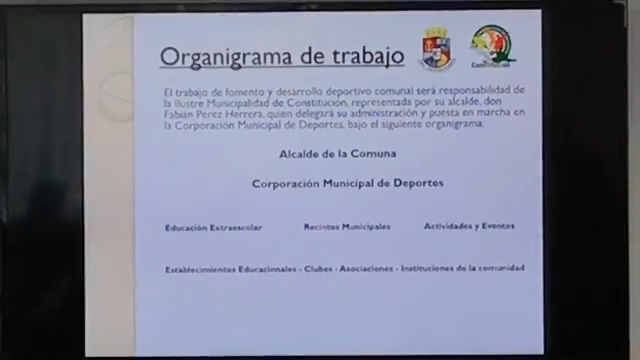 Organigrama de trabajo
El trabajo de fomento y desarrollo deportivo comunal será responsabilidad de
la Ilustre Municipalidad de Constitución, representada por su alcalde, don
Fabián Pérez Herrera, quien delegará su administración y puesta en marcha en
la Corporación Municipal de Deportes, bajo el siguiente organigrama.
Alcalde de la Comuna
Corporación Municipal de Deportes
Educación Extraescolar Recintos Municipales Actividades y Eventos
Establecimientos Educacionales - Clubes - Asociaciones - Instituciones de la comunidad